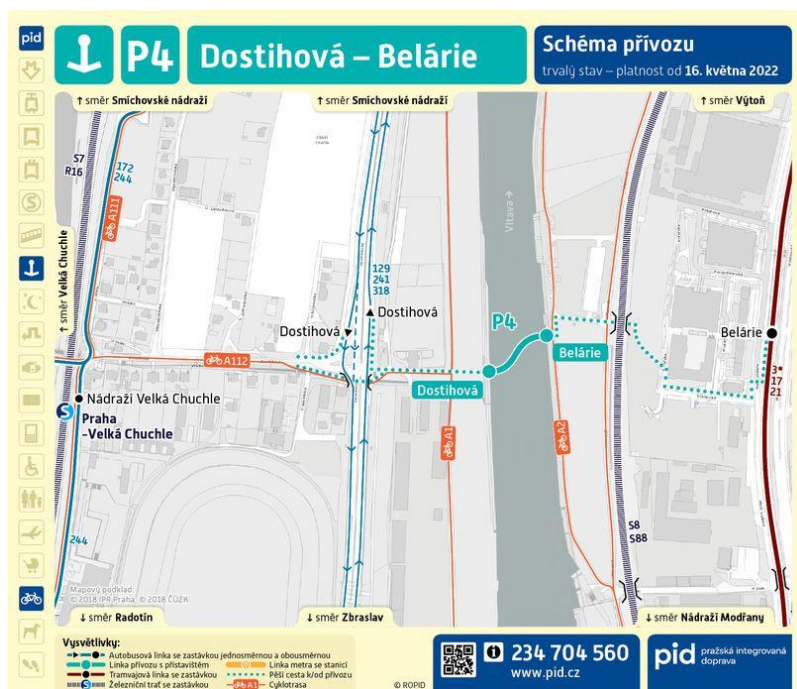 pid
P4
Dostihová – Belárie
Schéma přívozu
trvalý stav – platnost od 16. května 2022
↑ směr Smíchovské nádraží
↑ směr Smíchovské nádraží
↑ směr Výtoň
S7
R16
172
244
A111
↑ směr Velká Chuchle
Vltava →
129
241
318
Dostihová
Dostihová
P4
Belárie
A112
Belárie
Dostihová
Nádraží Velká Chuchle
S
Praha
-Velká Chuchle
3*
17
21
A1
A2
S8
S88
244
Mapový podklad
© 2018 IPR Praha, © 2018 ČÚZK
↓ směr Radotín
↓ směr Zbraslav
↓ směr Nádraží Modřany
Vysvětlivky:
Autobusová linka se zastávkou jednosměrnou a obousměrnou
Linka přívozu s přístavištěm
Linka metra se stanicí
Tramvajová linka se zastávkou
Pěší cesta k/od přívozu
S Železniční trať se zastávkou
A1 Cyklotrasa
© ROPID
234 704 560
www.pid.cz
pid pražská integrovaná
doprava